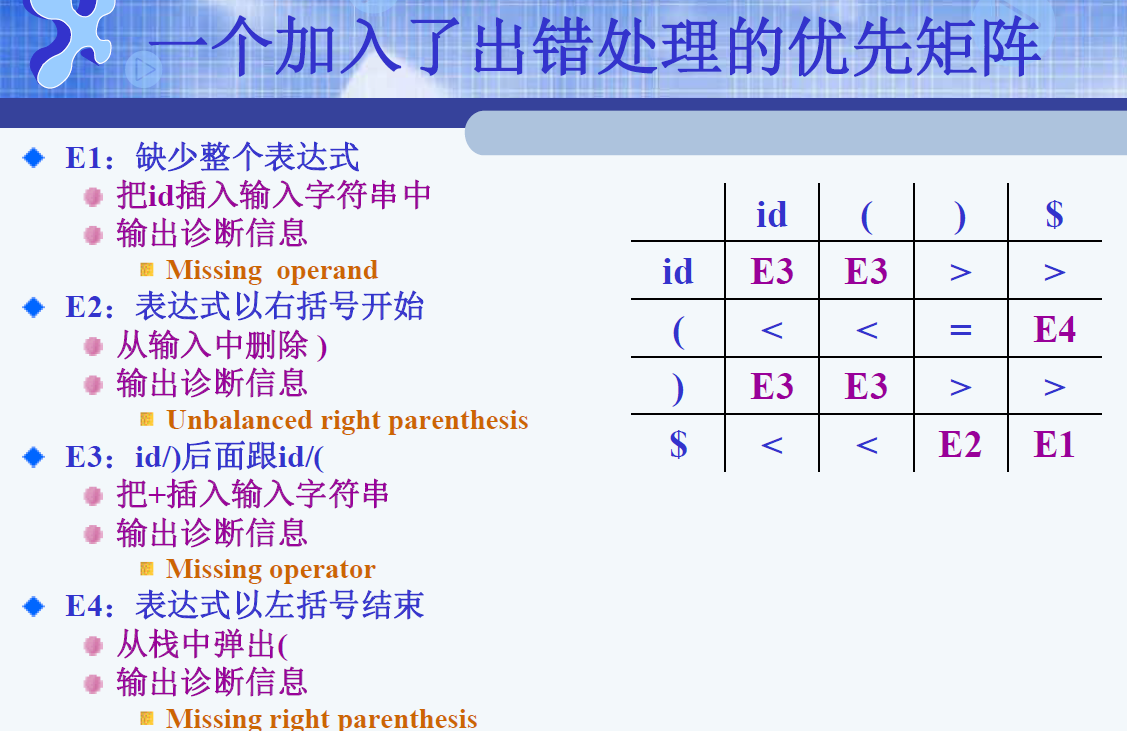 一个加入了出错处理的优先矩阵
E1：缺少整个表达式
把id插入输入字符串中
输出诊断信息
Missing operand
E2：表达式以右括号开始
从输入中删除 )
输出诊断信息
Unbalanced right parenthesis
E3：id/)后面跟id/(
把+插入输入字符串
输出诊断信息
Missing operator
E4：表达式以左括号结束
从栈中弹出(
输出诊断信息
Missing right parenthesis
id ( ) $
id E3 E3 > >
( < < = E4
) E3 E3 > >
$ < < E2 E1